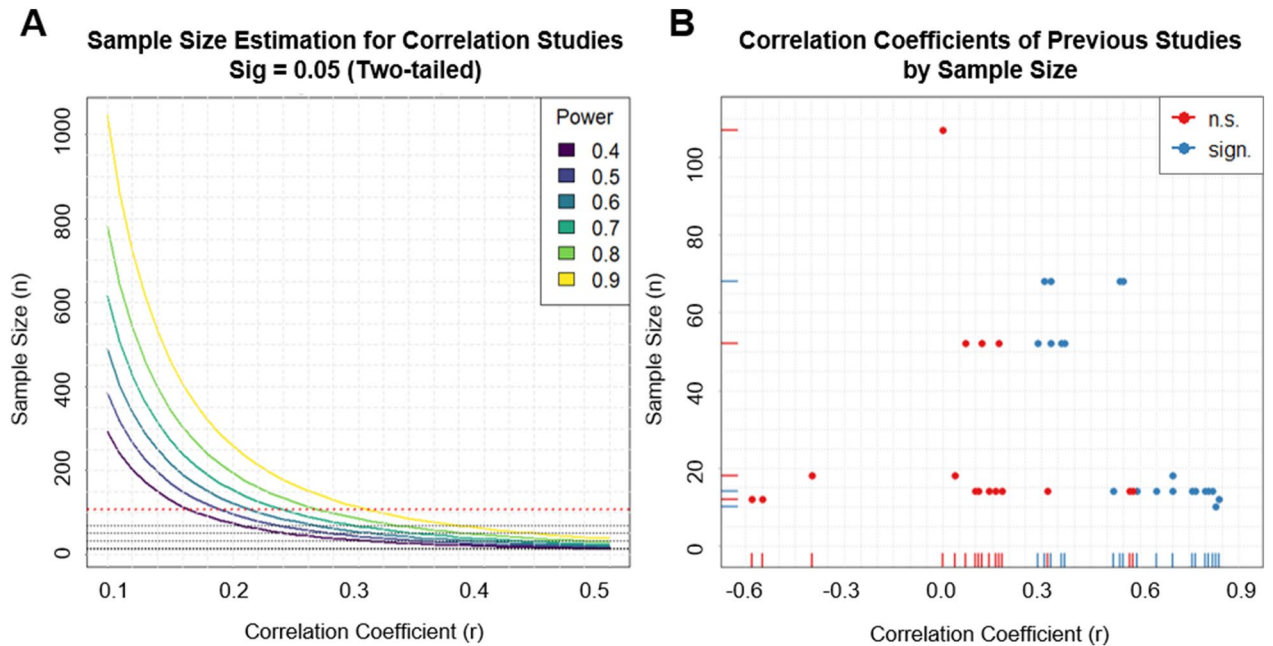 A
Sample Size Estimation for Correlation Studies
Sig = 0.05 (Two-tailed)
Sample Size (n)
1000
800
600
400
200
0
Power
0.4
0.5
0.6
0.7
0.8
0.9
0.1 0.2 0.3 0.4 0.5
Correlation Coefficient (r)
B
Correlation Coefficients of Previous Studies
by Sample Size
Sample Size (n)
100
80
60
40
20
0
n.s.
sign.
-0.6 -0.3 0.0 0.3 0.6 0.9
Correlation Coefficient (r)